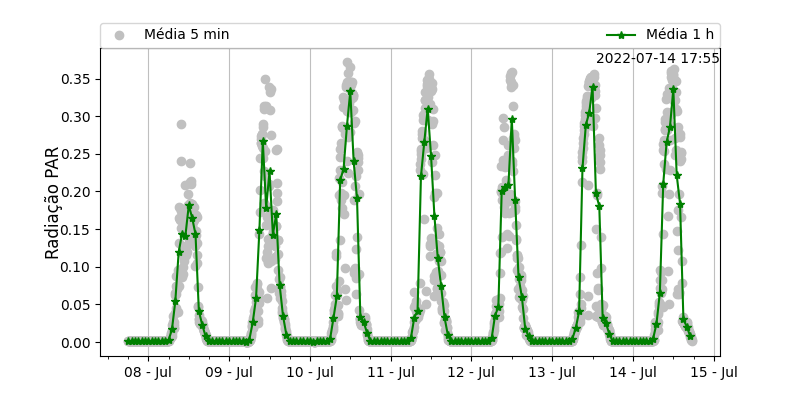 Média 5 min
Média 1 h
2022-07-14 17:55
Radiação PAR
0.35
0.30
0.25
0.20
0.15
0.10
0.05
0.00
08 - Jul
09 - Jul
10 - Jul
11 - Jul
12 - Jul
13 - Jul
14 - Jul
15 - Jul